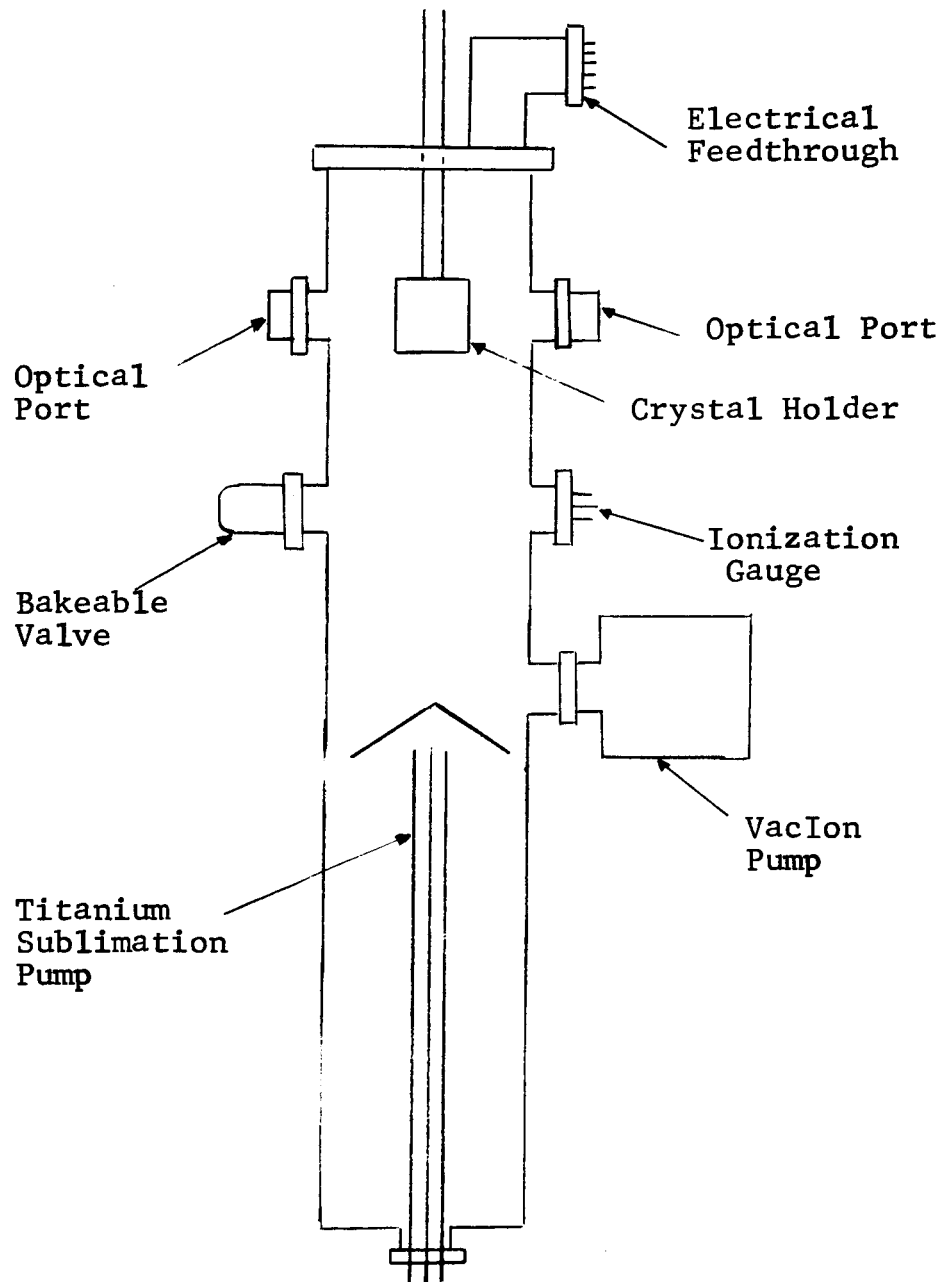 Electrical
Feedthrough
Optical Port
Optical
Port
Crystal Holder
Ionization
Gauge
Bakeable
Valve
VacIon
Pump
Titanium
Sublimation
Pump